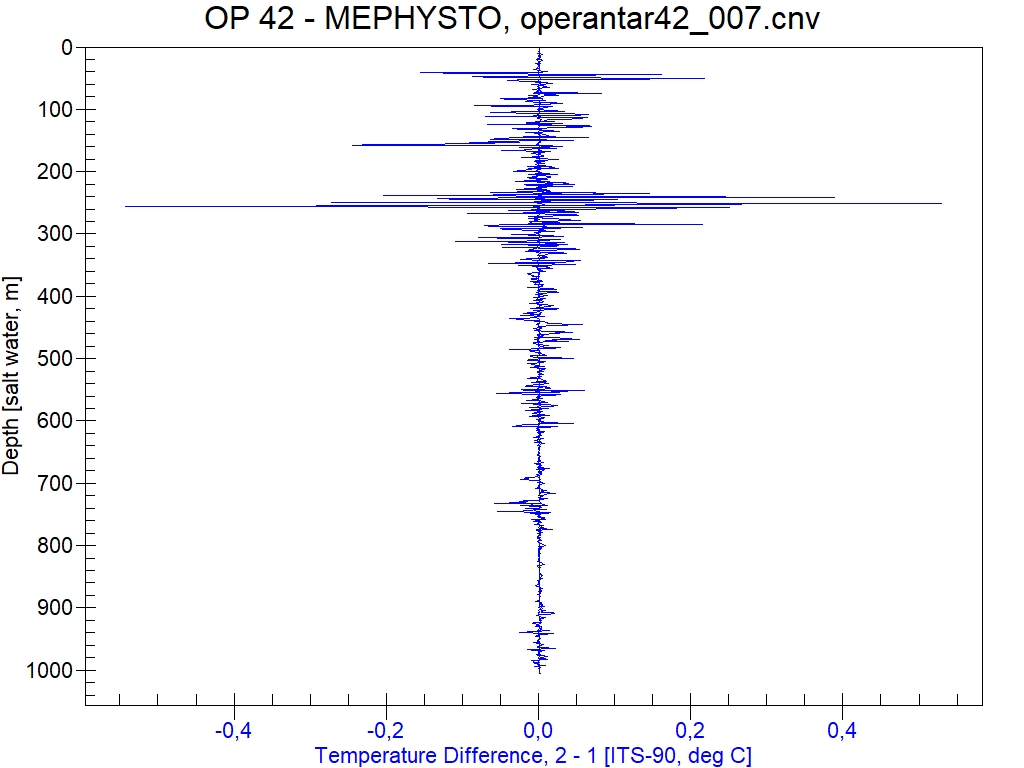 OP 42 - MEPHYSTO, operantar42_007.cnv
0
100
200
300
400
500
600
700
800
900
1000
Depth [salt water, m]
-0,4 -0,2 0,0 0,2 0,4
Temperature Difference, 2 - 1 [ITS-90, deg C]